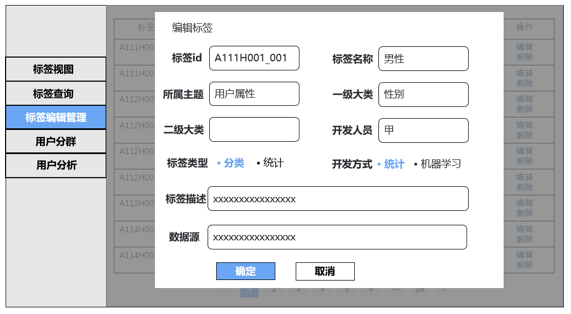 标签视图
标签查询
标签编辑管理
用户分群
用户分析
标签
操作
A111H00
编辑
删除
A111H00
编辑
删除
A112H00
编辑
删除
A112H00
编辑
删除
A112H00
编辑
删除
A112H00
编辑
删除
A113H00
编辑
删除
A114H00
编辑
删除
A114H00
编辑
删除
编辑标签
标签id A111H001_001 标签名称 男性
所属主题 用户属性 一级大类 性别
二级大类 开发人员 甲
标签类型 •分类 •统计 开发方式 •统计 •机器学习
标签描述 xxxxxxxxxxxxxxxx
数据源 xxxxxxxxxxxxxxxx
确定 取消